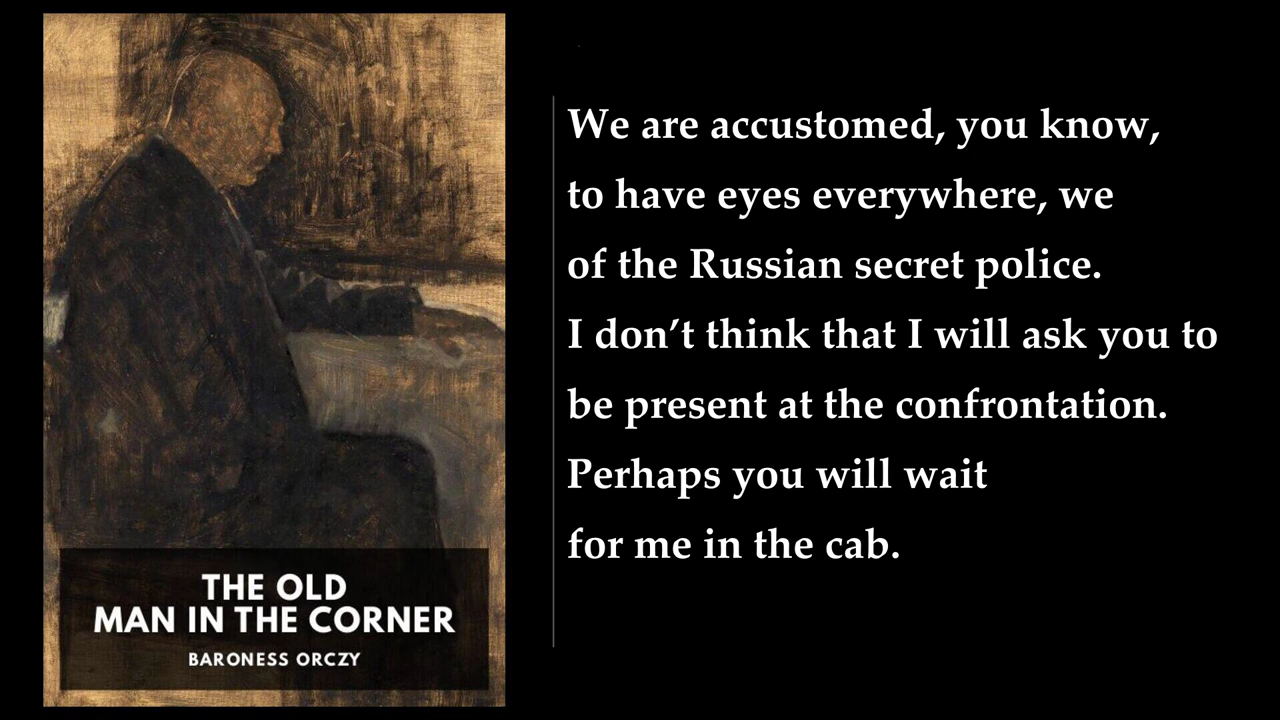 THE OLD
MAN IN THE CORNER
BARONESS ORCZY
We are accustomed, you know,
to have eyes everywhere, we
of the Russian secret police.
I don’t think that I will ask you to
be present at the confrontation.
Perhaps you will wait
for me in the cab.